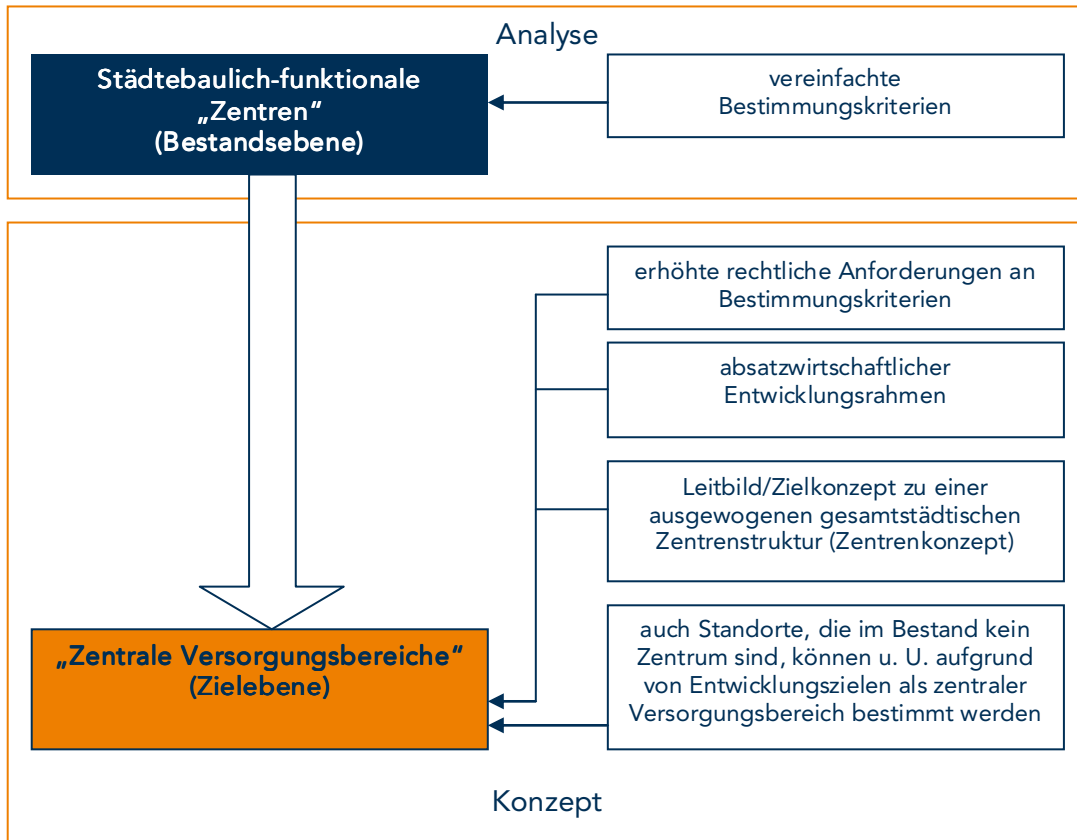 Analyse
Städtebaulich-funktionale
„Zentren“
(Bestandsebene)
vereinfachte
Bestimmungskriterien
erhöhte rechtliche Anforderungen an
Bestimmungskriterien
absatzwirtschaftlicher
Entwicklungsrahmen
Leitbild/Zielkonzept zu einer
ausgewogenen gesamtstädtischen
Zentrenstruktur (Zentrenkonzept)
„Zentrale Versorgungsbereiche“
(Zielebene)
auch Standorte, die im Bestand kein
Zentrum sind, können u. U. aufgrund
von Entwicklungszielen als zentraler
Versorgungsbereich bestimmt werden
Konzept